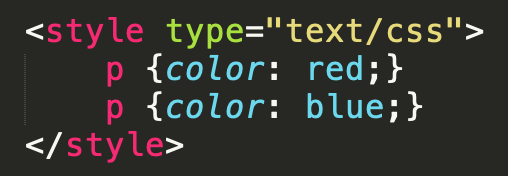 <style type="text/css">
    p {color: red;}
    p {color: blue;}
</style>